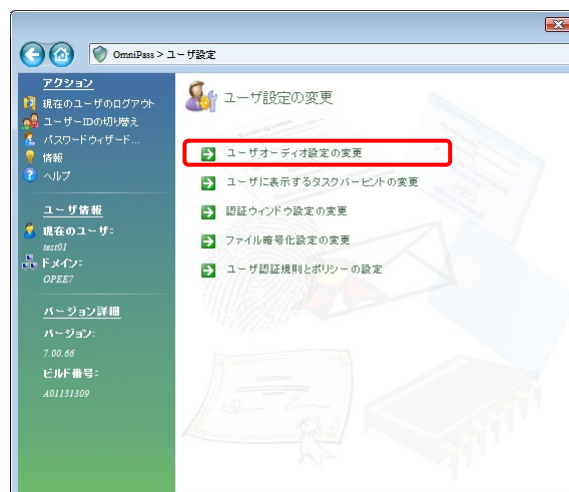 OmniPass > ユーザ設定
アクション
現在のユーザのログアウト
ユーザーIDの切り替え
パスワードウィザード...
情報
ヘルプ
ユーザ情報
現在のユーザ:
test01
ドメイン:
OPEE7
バージョン詳細
バージョン:
7.00.66
ビルド番号:
A01131309
ユーザ設定の変更
ユーザオーディオ設定の変更
ユーザに表示するタスクバーヒントの変更
認証ウィンドウ設定の変更
ファイル暗号化設定の変更
ユーザ認証規則とポリシーの設定